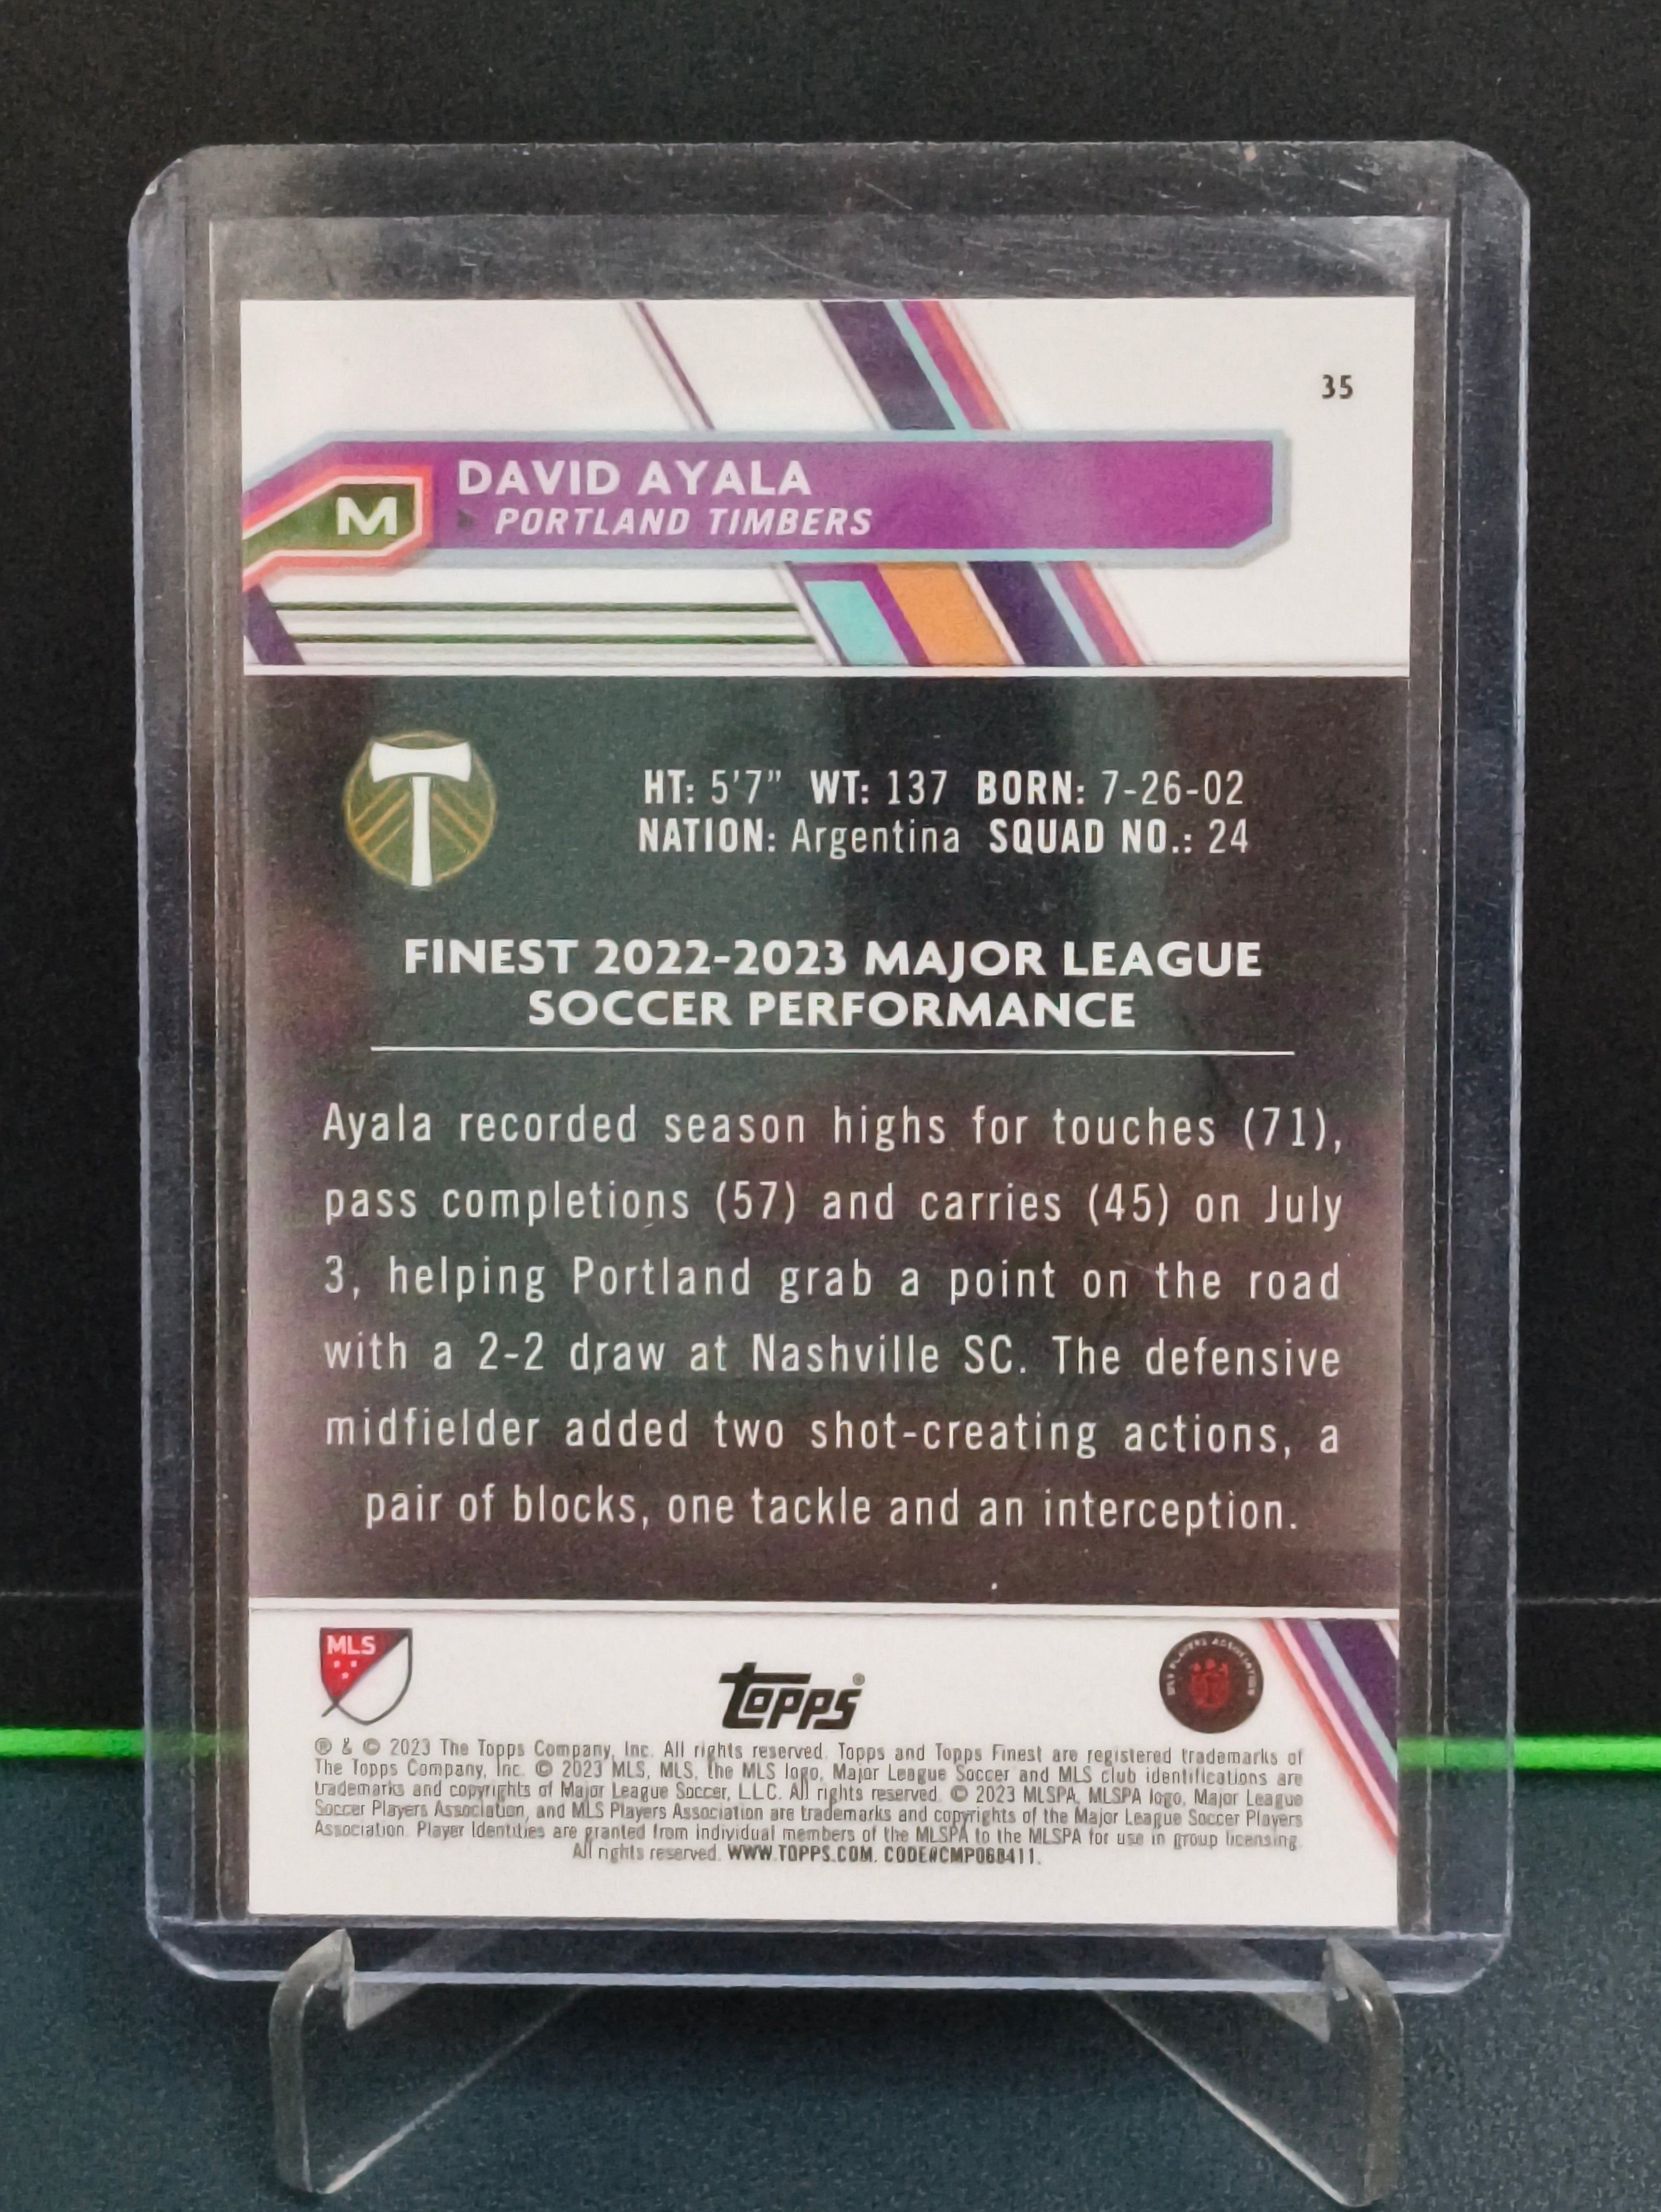 35
DAVID AYALA
M
PORTLAND TIMBERS
HT: 5'7" WT: 137 BORN: 7-26-02
NATION: Argentina SQUAD NO.: 24
FINEST 2022-2023 MAJOR LEAGUE
SOCCER PERFORMANCE
Ayala recorded season highs for touches (71),
pass completions (57) and carries (45) on July
3, helping Portland grab a point on the road
with a 2-2 draw at Nashville SC. The defensive
midfielder added two shot-creating actions, a
pair of blocks, one tackle and an interception.
MLS
topps®
MLS PLAYERS ASSOCIATION
® & © 2023 The Topps Company, Inc. All rights reserved. Topps and Topps Finest are registered trademarks of
The Topps Company, Inc. © 2023 MLS, MLS, the MLS logo, Major League Soccer and MLS club identifications are
trademarks and copyrights of Major League Soccer, L.L.C. All rights reserved. © 2023 MLSPA, MLSPA logo, Major League
Soccer Players Association, and MLS Players Association are trademarks and copyrights of the Major League Soccer Players
Association. Player Identities are granted from individual members of the MLSPA to the MLSPA for use in group licensing.
All rights reserved. WWW.TOPPS.COM. CODE#CMP068411.